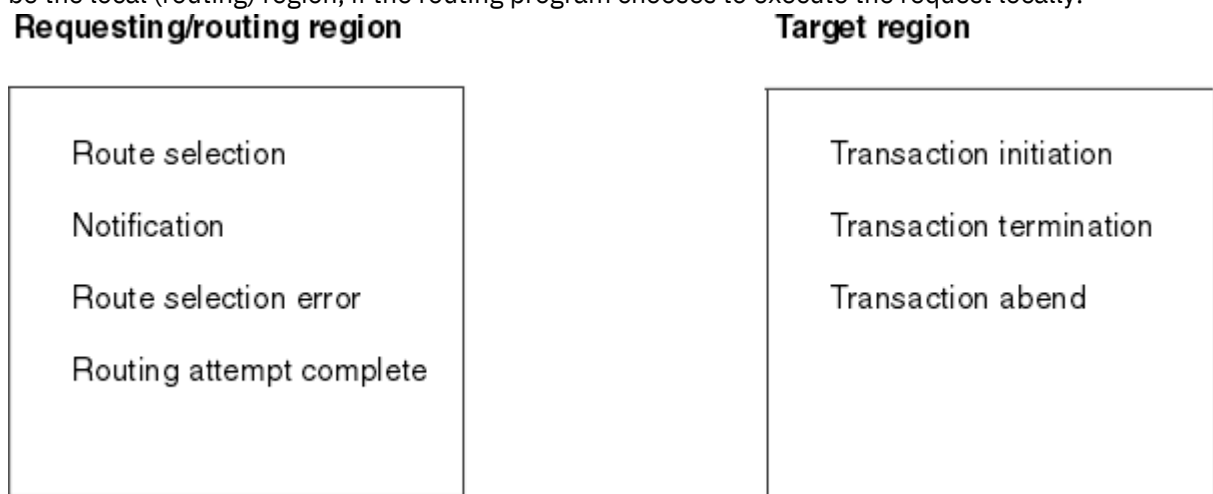 be the local (routing) region, if the routing program chooses to execute the request locally.
Requesting/routing region
Target region
Route selection
Notification
Route selection error
Routing attempt complete
Transaction initiation
Transaction termination
Transaction abend